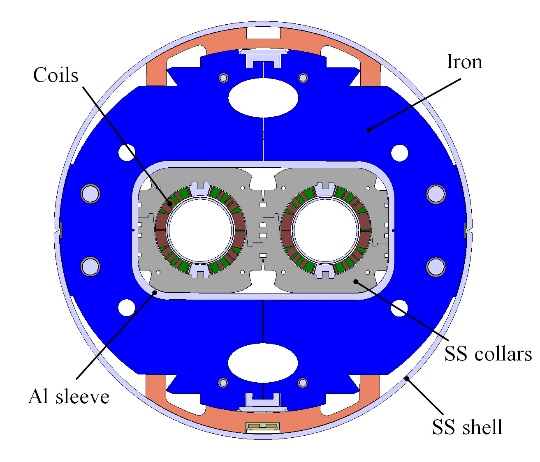 Coils
Iron
SS collars
Al sleeve
SS shell